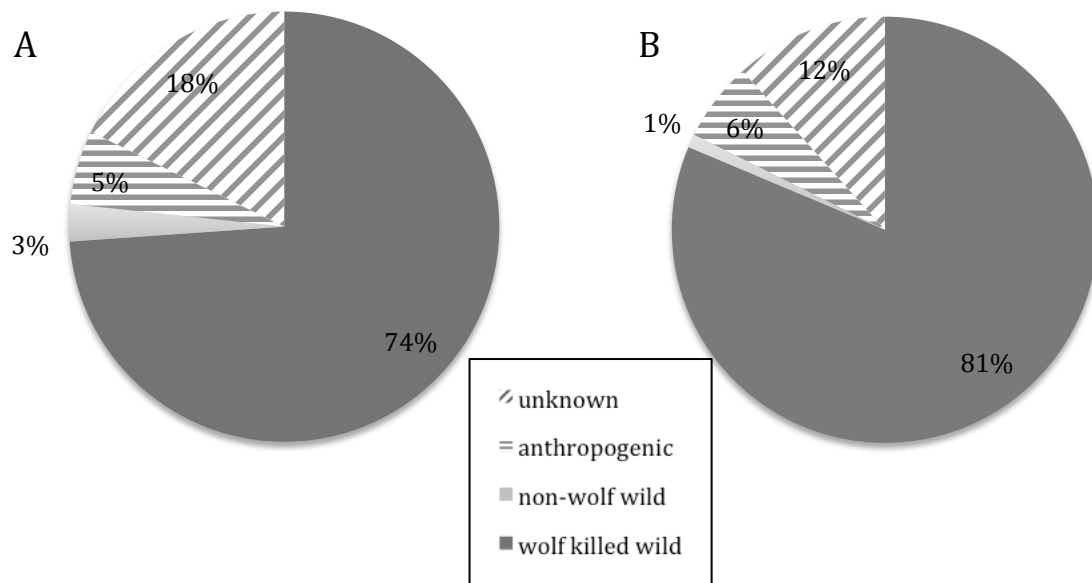 A
18%
5%
3%
74%
B
12%
1%
6%
81%
unknown
anthropogenic
non-wolf wild
wolf killed wild